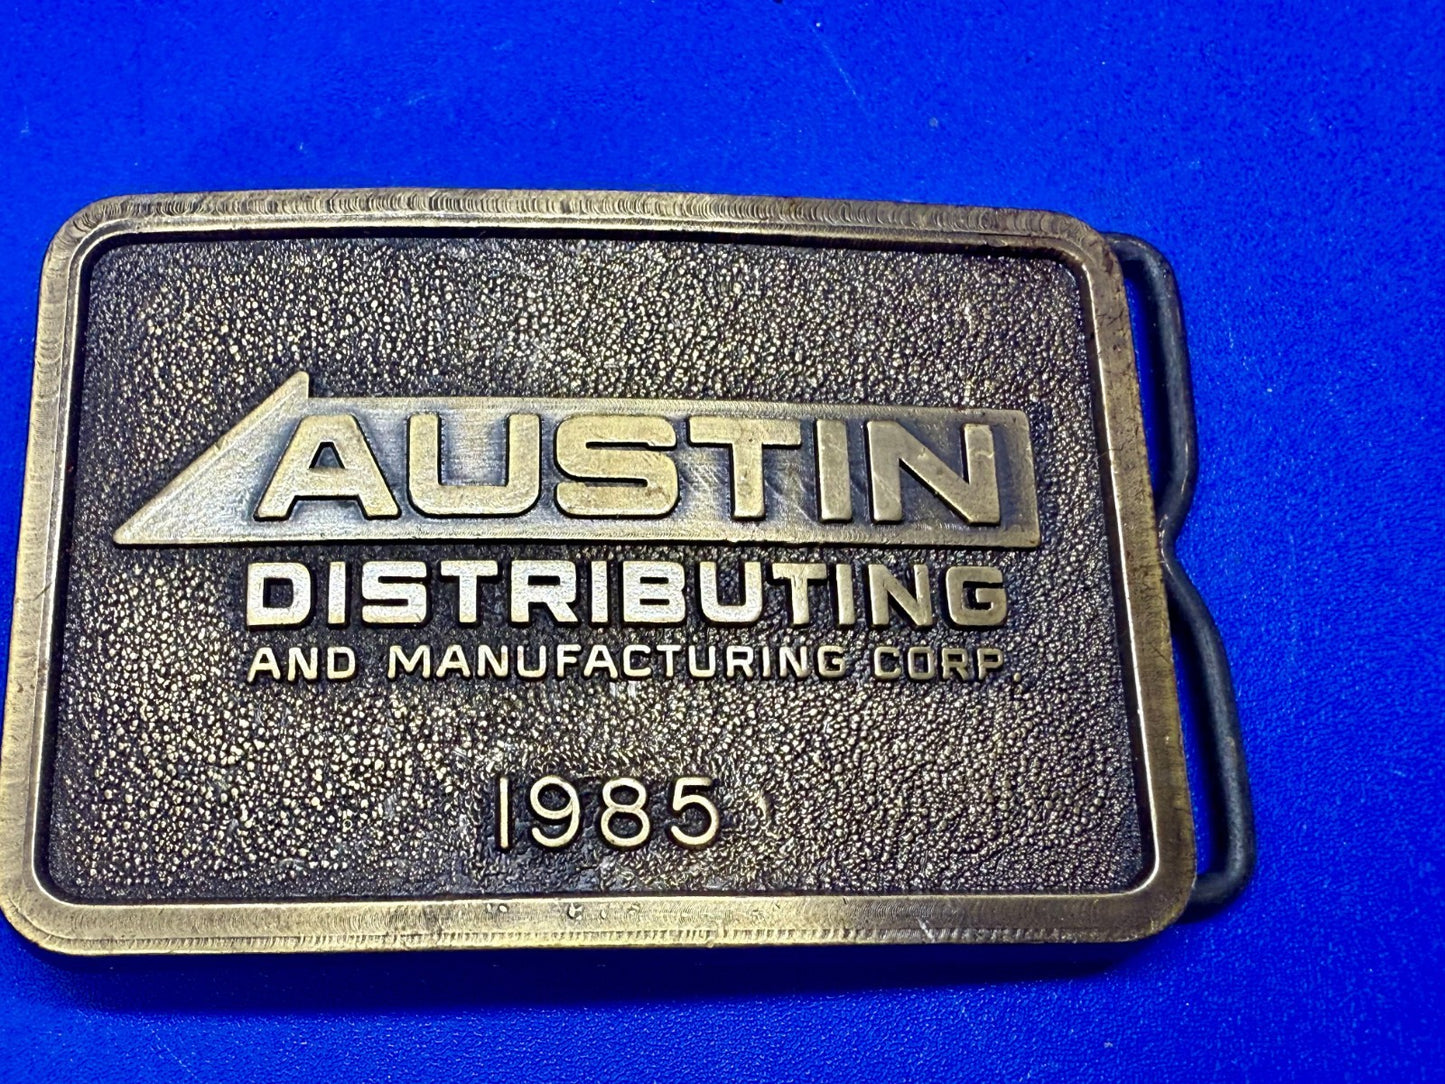 AUSTIN
DISTRIBUTING
AND MANUFACTURING CORP.
1985